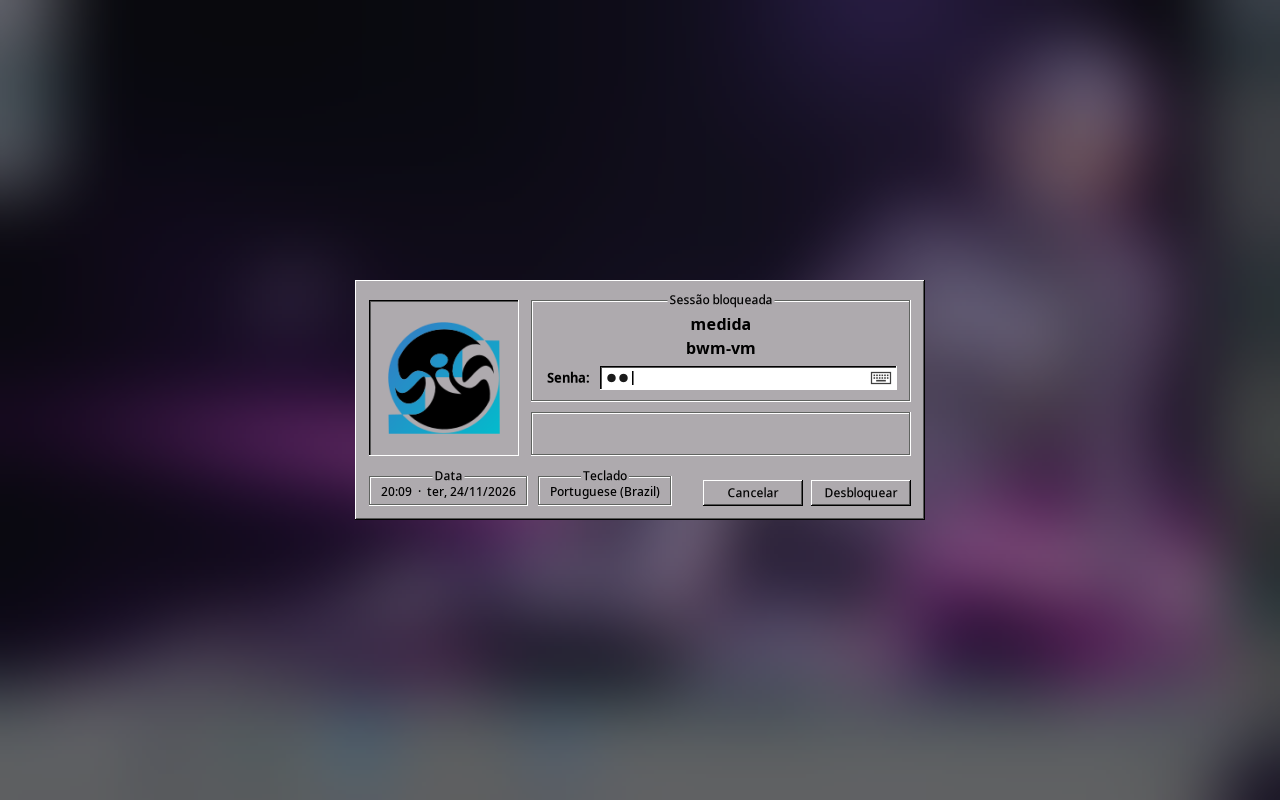 Sessão bloqueada
medida
bwm-vm
Senha:
Data
20:09 · ter, 24/11/2026
Teclado
Portuguese (Brazil)
Cancelar
Desbloquear